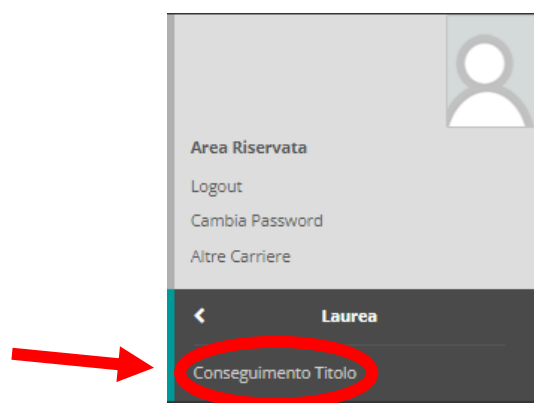 Area Riservata
Logout
Cambia Password
Altre Carriere
Laurea
Conseguimento Titolo